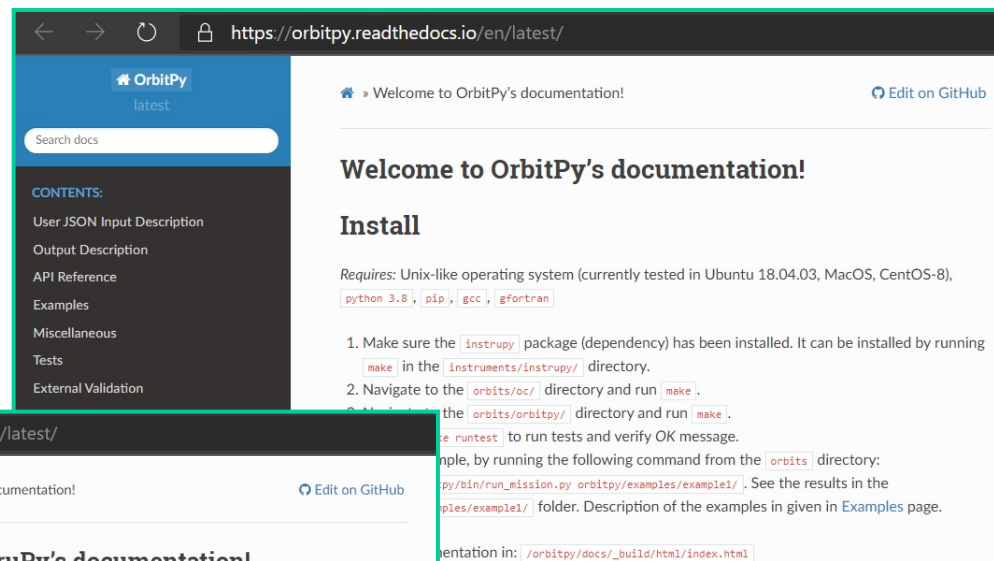 https://orbitpy.readthedocs.io/en/latest/
OrbitPy
latest
Search docs
CONTENTS:
User JSON Input Description
Output Description
API Reference
Examples
Miscellaneous
Tests
External Validation
» Welcome to OrbitPy's documentation!
Edit on GitHub
Welcome to OrbitPy's documentation!
Install
Requires: Unix-like operating system (currently tested in Ubuntu 18.04.03, MacOS, CentOS-8),
python 3.8 , pip , gcc , gfortran
1. Make sure the instrupy package (dependency) has been installed. It can be installed by running
make in the instruments/instrupy/ directory.
2. Navigate to the orbits/oc/ directory and run make .
the orbits/orbitpy/ directory and run make .
runtest to run tests and verify OK message.
by running the following command from the orbits directory:
/bin/run_mission.py orbitpy/examples/example1/ . See the results in the
/example1/ folder. Description of the examples in given in Examples page.
in: /orbitpy/docs/_build/html/index.html
/latest/
Edit on GitHub
documentation!